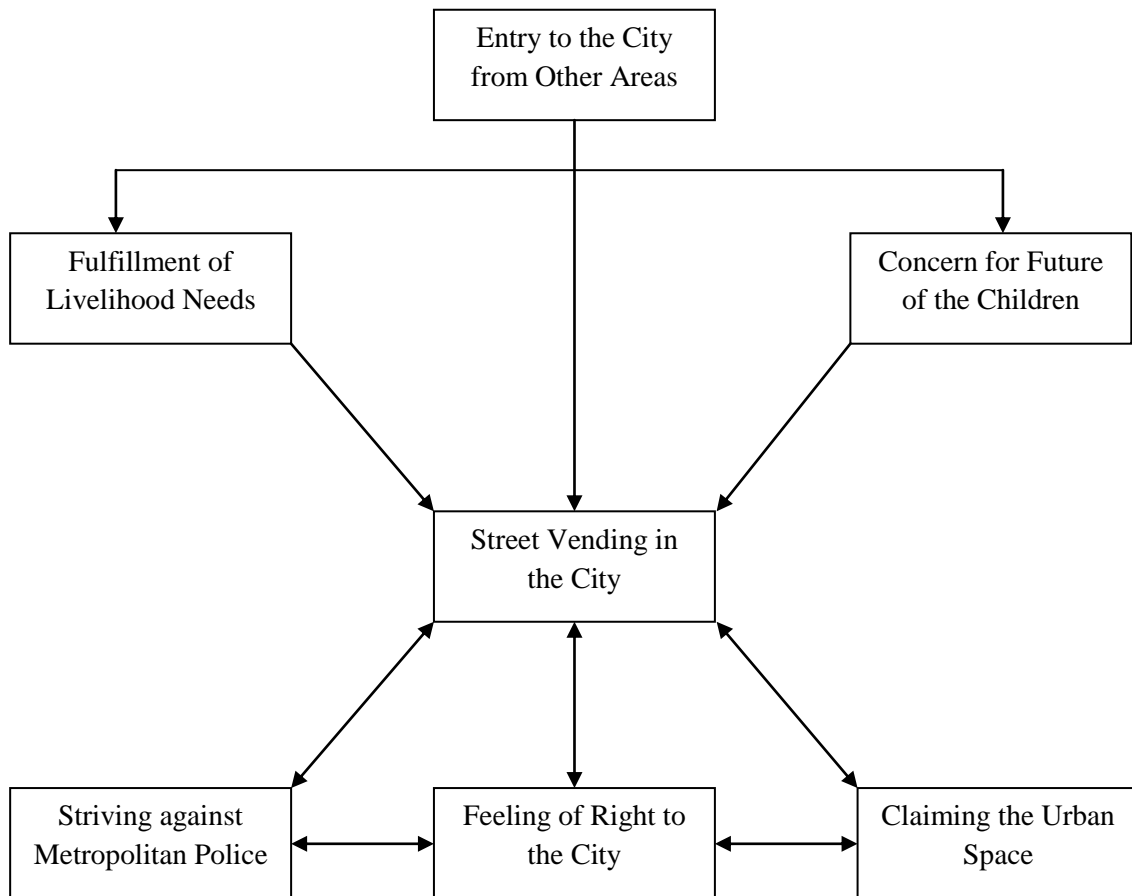 Entry to the City
from Other Areas
Fulfillment of
Livelihood Needs
Concern for Future
of the Children
Street Vending in
the City
Striving against
Metropolitan Police
Feeling of Right to
the City
Claiming the Urban
Space